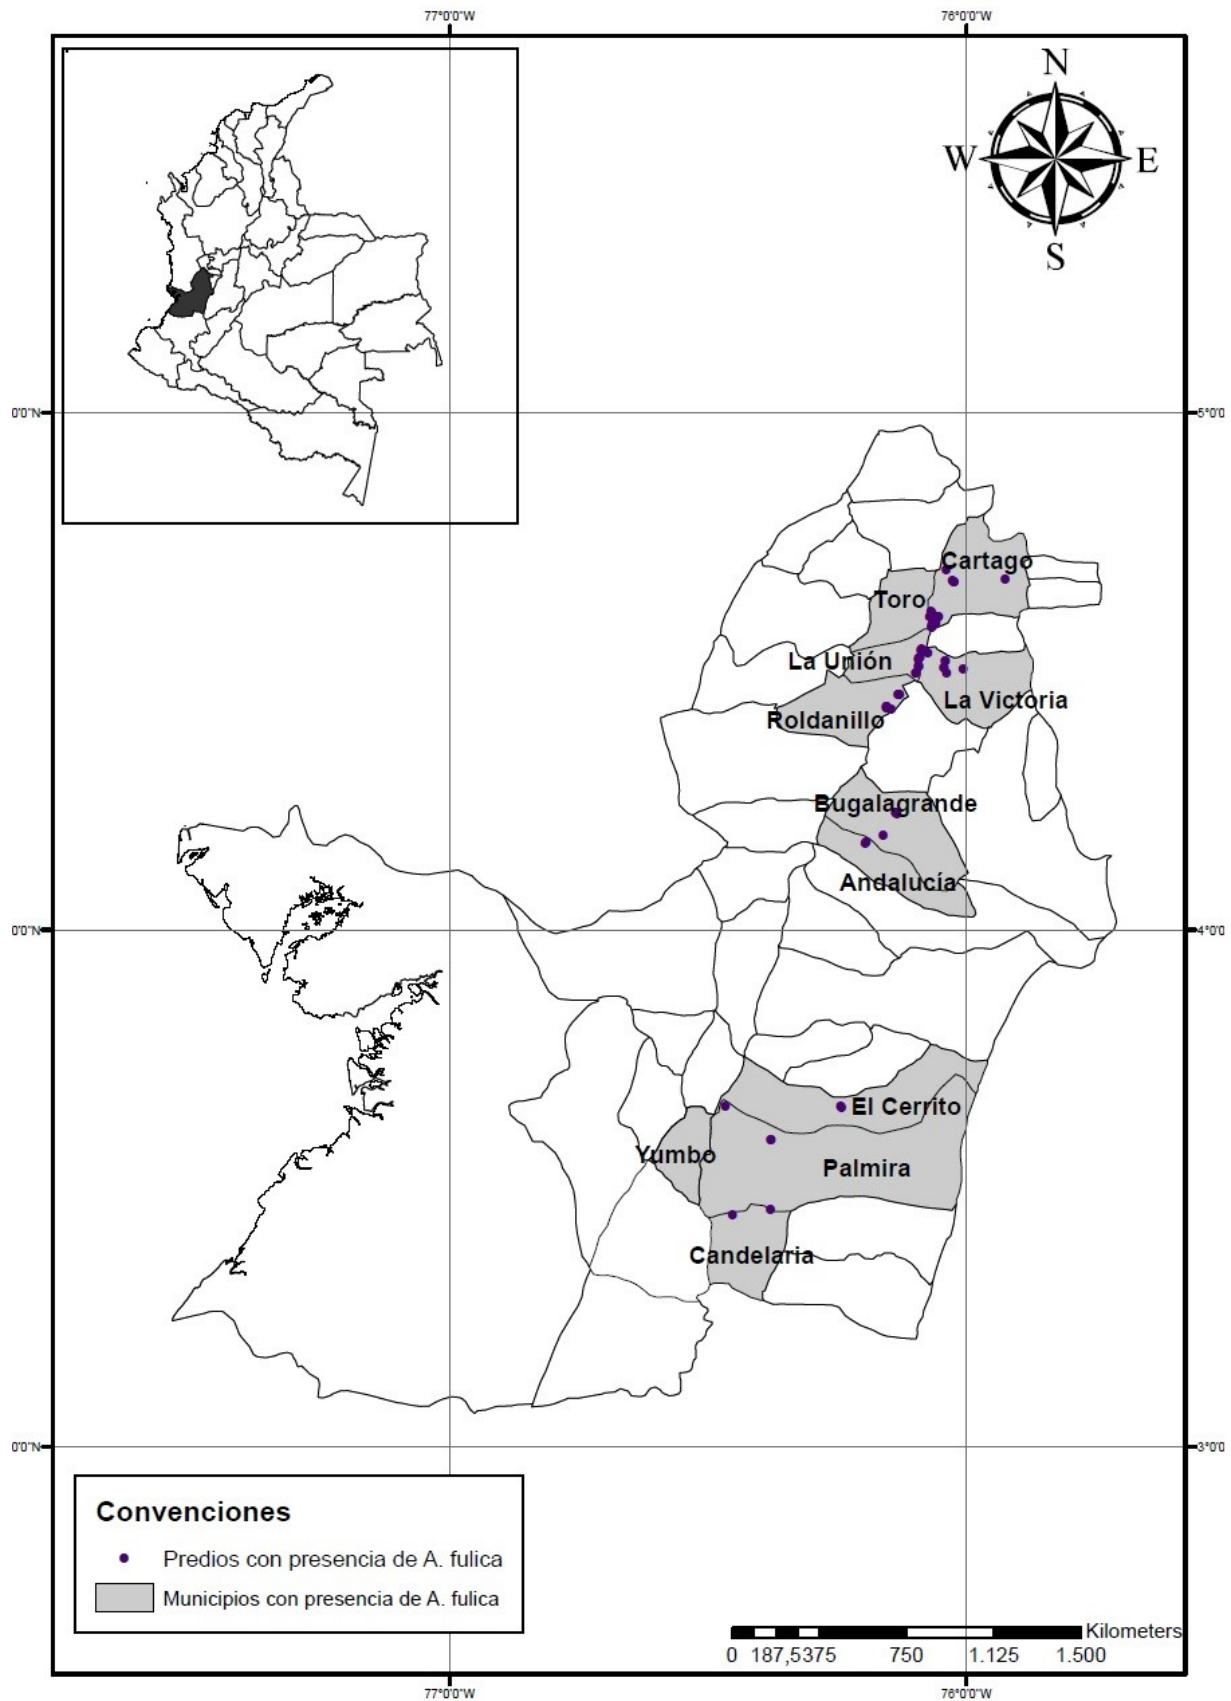 77°0'0"W
76°0'0"W
N
W
E
S
0'0"N
5°0'0
Cartago
Toro
La Unión
La Victoria
Roldanillo
Bugalagrande
Andalucía
0'0"N
4°0'0
El Cerrito
Yumbo
Palmira
Candelaria
0'0"N
3°0'0
Convenciones
Predios con presencia de A. fulica
Municipios con presencia de A. fulica
Kilometers
0 187,5375 750 1.125 1.500
77°0'0"W
76°0'0"W